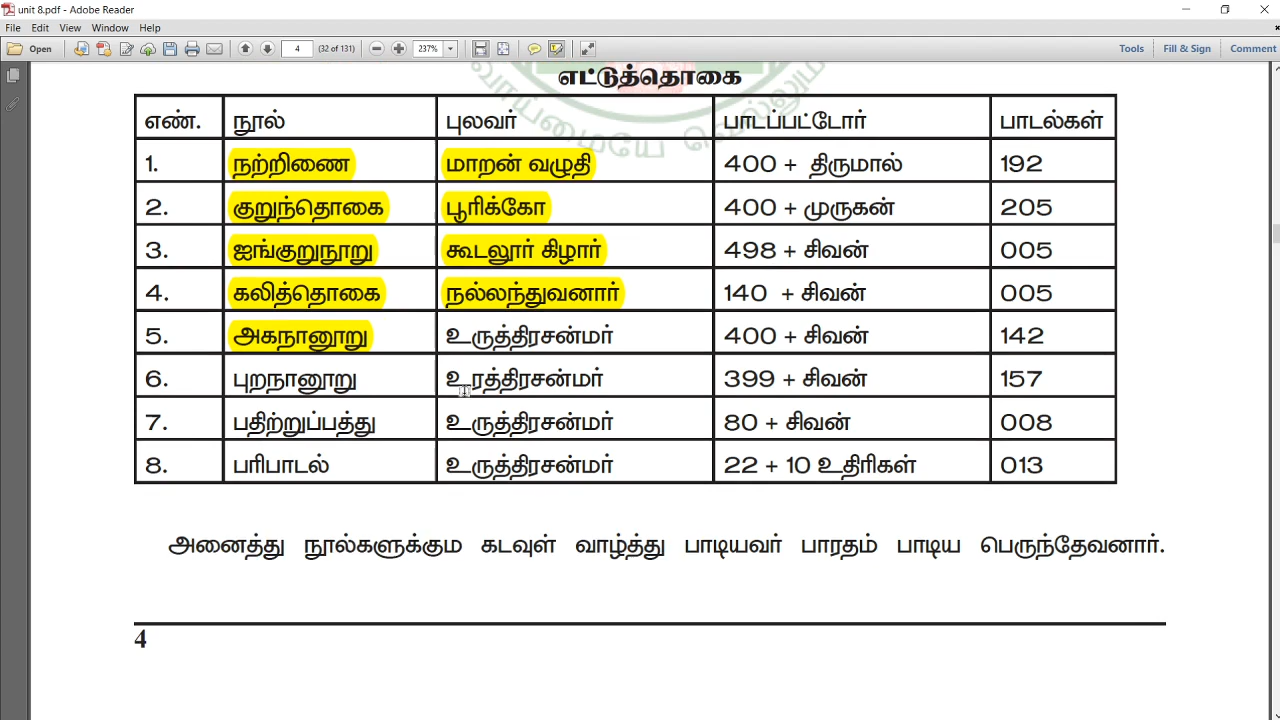 unit 8.pdf - Adobe Reader
File Edit View Window Help
Open 4 (32 of 131) 237% Tools Fill & Sign Comment
வாய்மையே வெல்லும்
எட்டுத்தொகை
எண். நூல் புலவர் பாடப்பட்டோர் பாடல்கள்
1. நற்றிணை மாறன் வழுதி 400 + திருமால் 192
2. குறுந்தொகை பூரிக்கோ 400 + முருகன் 205
3. ஐங்குறுநூறு கூடலூர் கிழார் 498 + சிவன் 005
4. கலித்தொகை நல்லந்துவனார் 140 + சிவன் 005
5. அகநானூறு உருத்திரசன்மர் 400 + சிவன் 142
6. புறநானூறு உரத்திரசன்மர் 399 + சிவன் 157
7. பதிற்றுப்பத்து உருத்திரசன்மர் 80 + சிவன் 008
8. பரிபாடல் உருத்திரசன்மர் 22 + 10 உதிரிகள் 013
அனைத்து நூல்களுக்கும கடவுள் வாழ்த்து பாடியவர் பாரதம் பாடிய பெருந்தேவனார்.
4